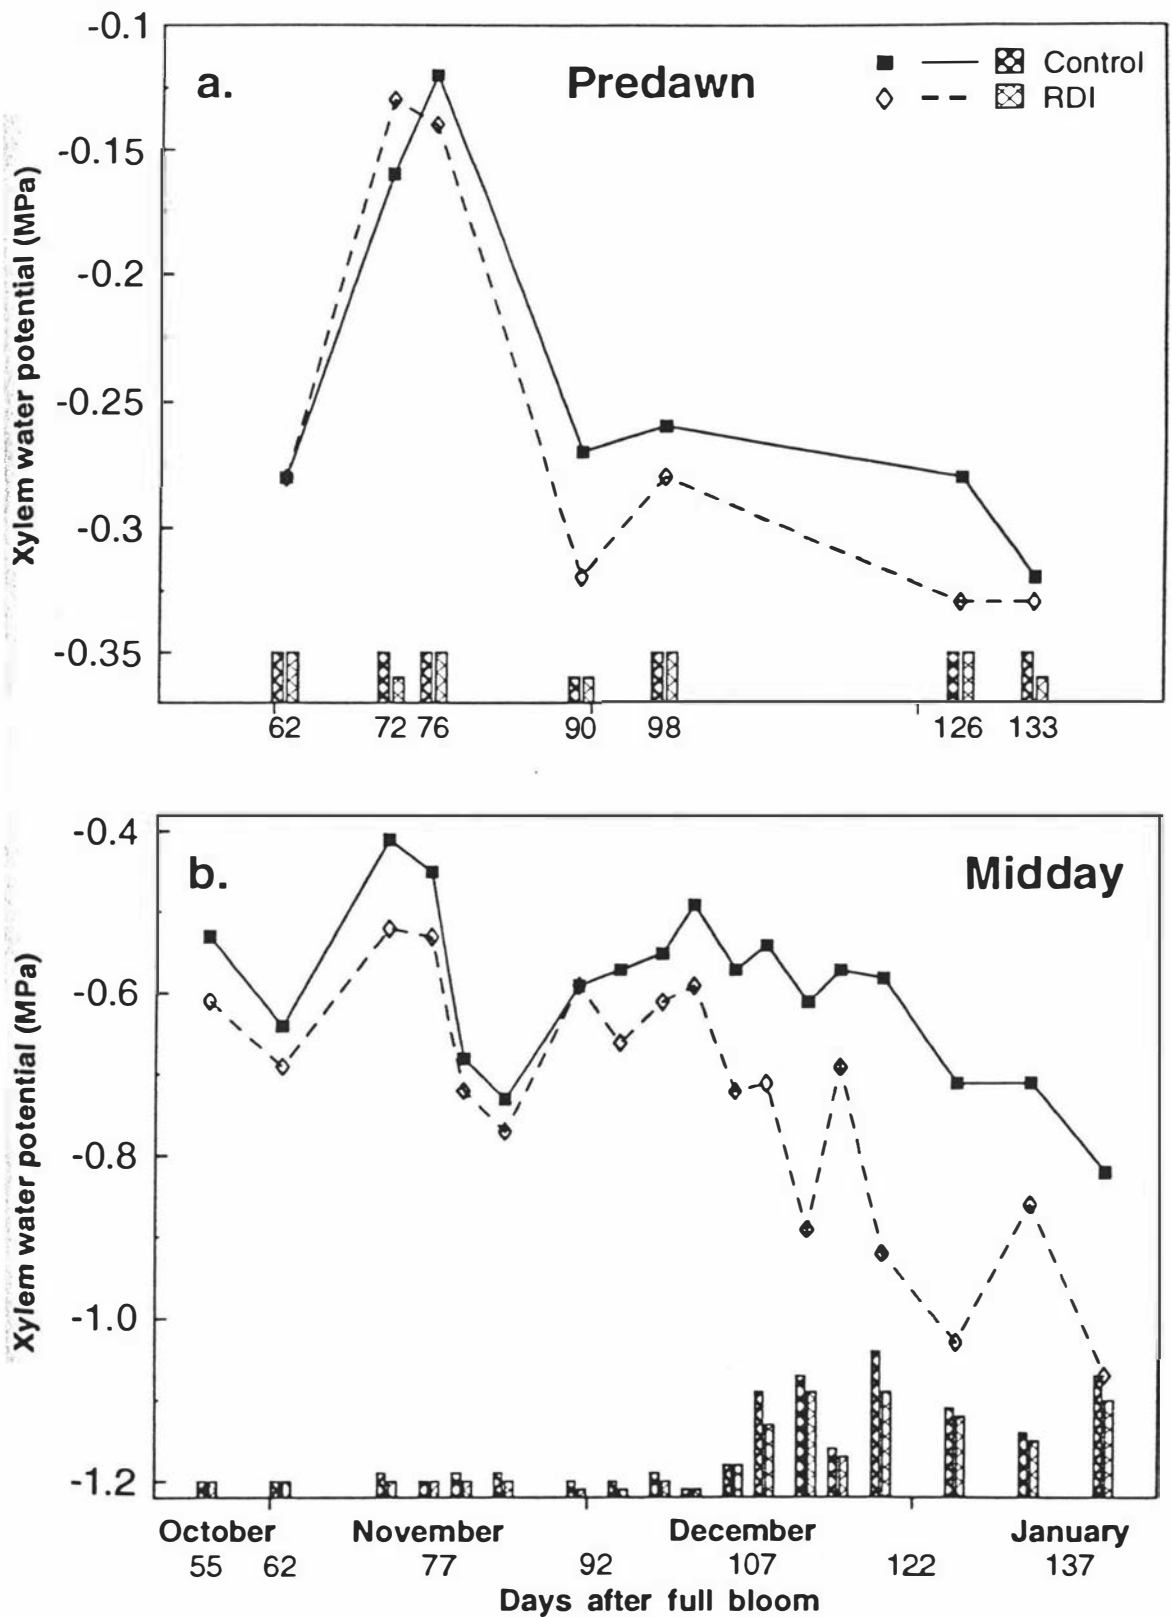 -0.1
a.
Predawn
Control
RDI
-0.15
-0.2
-0.25
-0.3
-0.35
Xylem water potential (MPa)
62 72 76 90 98 126 133
-0.4
b.
Midday
-0.6
-0.8
-1.0
-1.2
Xylem water potential (MPa)
October November December January
55 62 77 92 107 122 137
Days after full bloom